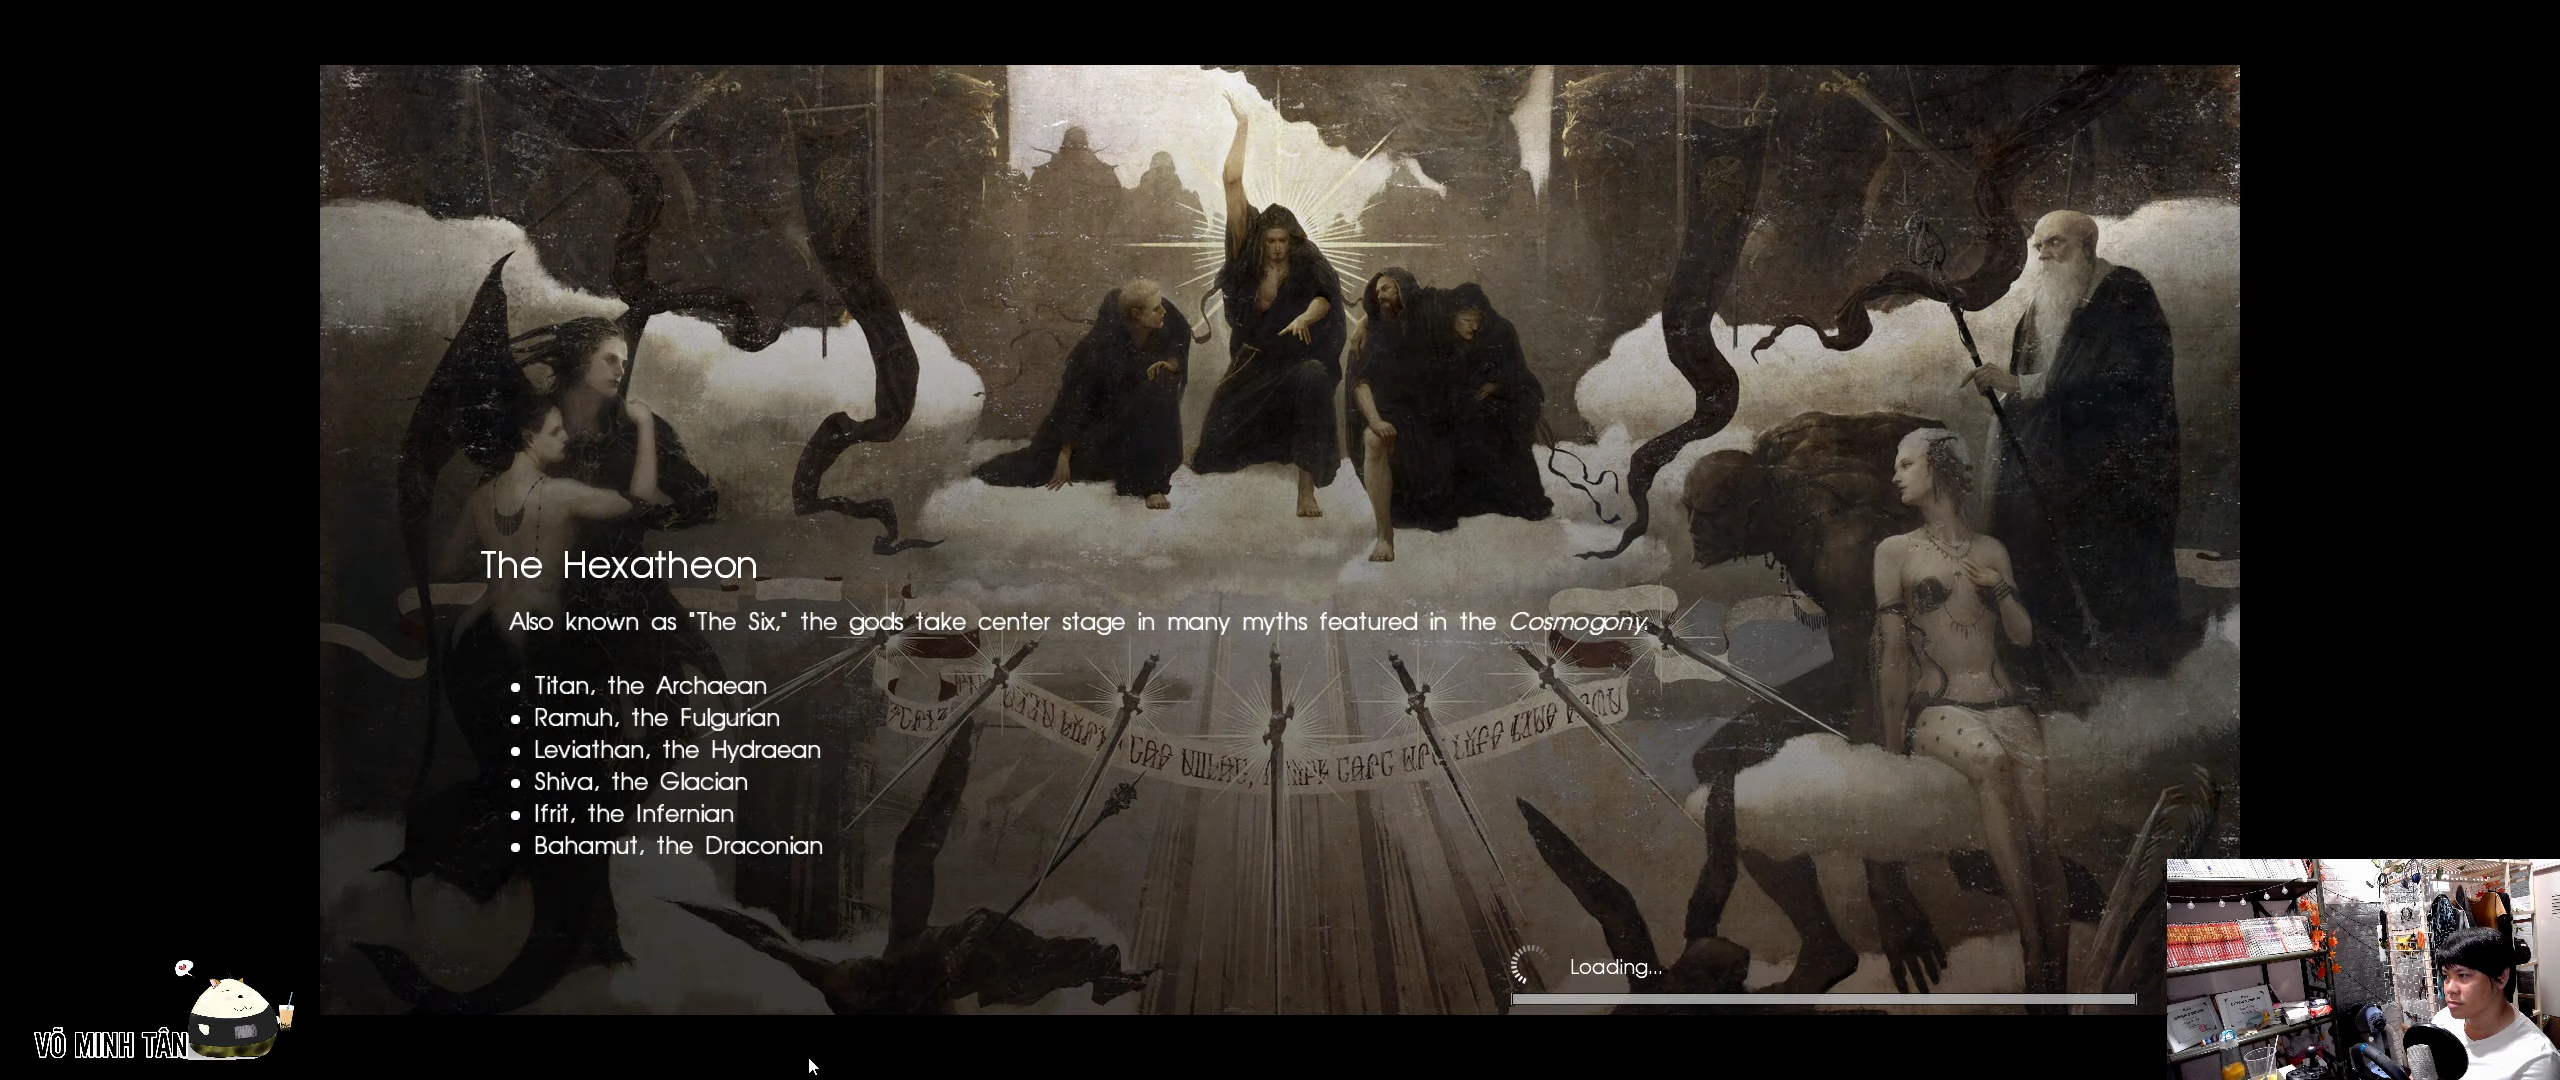 The Hexatheon
Also known as "The Six," the gods take center stage in many myths featured in the Cosmogony.
• Titan, the Archaean
• Ramuh, the Fulgurian
• Leviathan, the Hydraean
• Shiva, the Glacian
• Ifrit, the Infernian
• Bahamut, the Draconian
Loading...
VÕ MINH TÂN